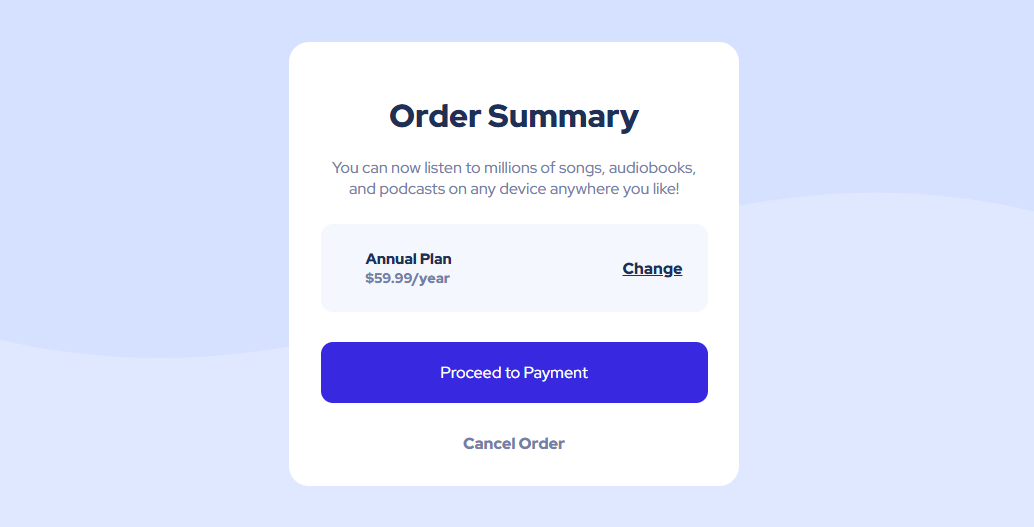 Order Summary
You can now listen to millions of songs, audiobooks,
and podcasts on any device anywhere you like!
Annual Plan
$59.99/year
Change
Proceed to Payment
Cancel Order